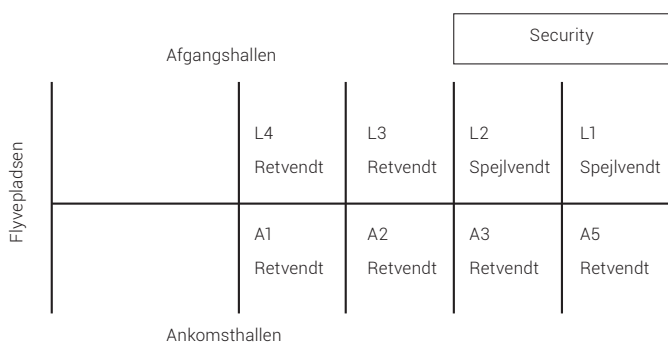 Security
Afgangshallen
Flyvepladsen
L4
Retvendt
L3
Retvendt
L2
Spejlvendt
L1
Spejlvendt
A1
Retvendt
A2
Retvendt
A3
Retvendt
A5
Retvendt
Ankomsthallen